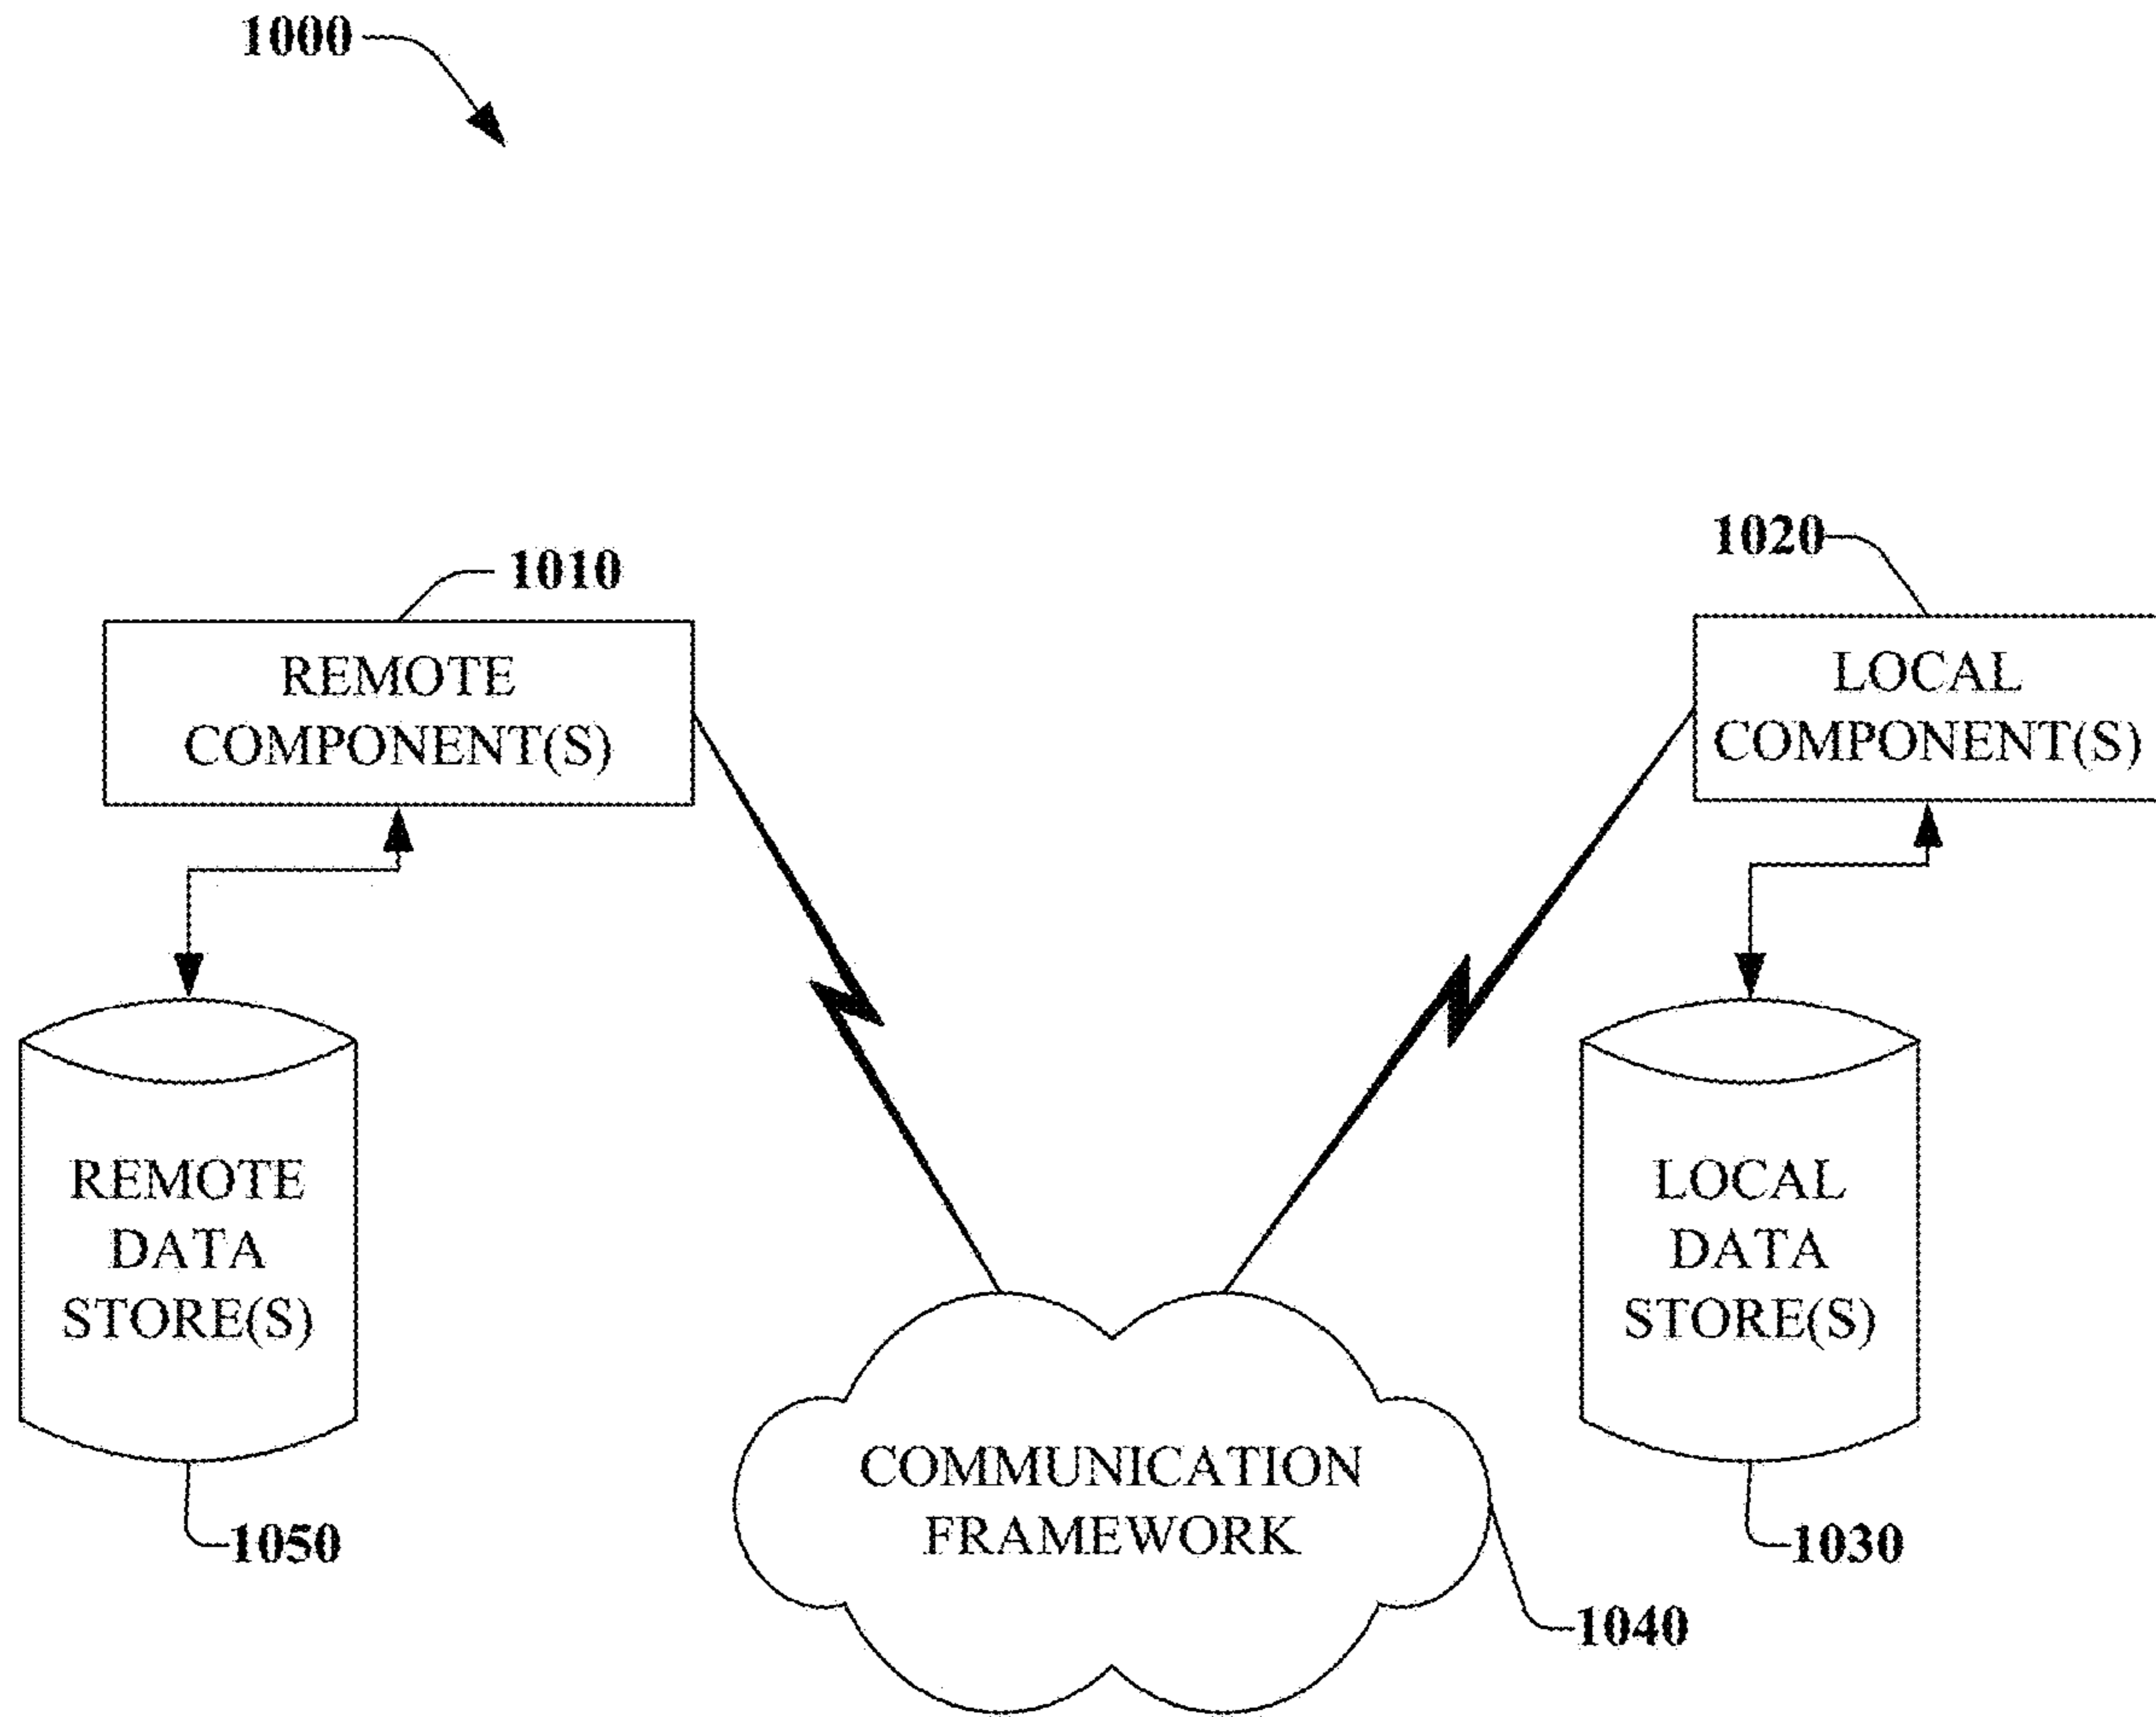 1000
1010
REMOTE
COMPONENT(S)
1020
LOCAL
COMPONENT(S)
REMOTE
DATA
STORE(S)
1050
LOCAL
DATA
STORE(S)
1030
COMMUNICATION
FRAMEWORK
1040